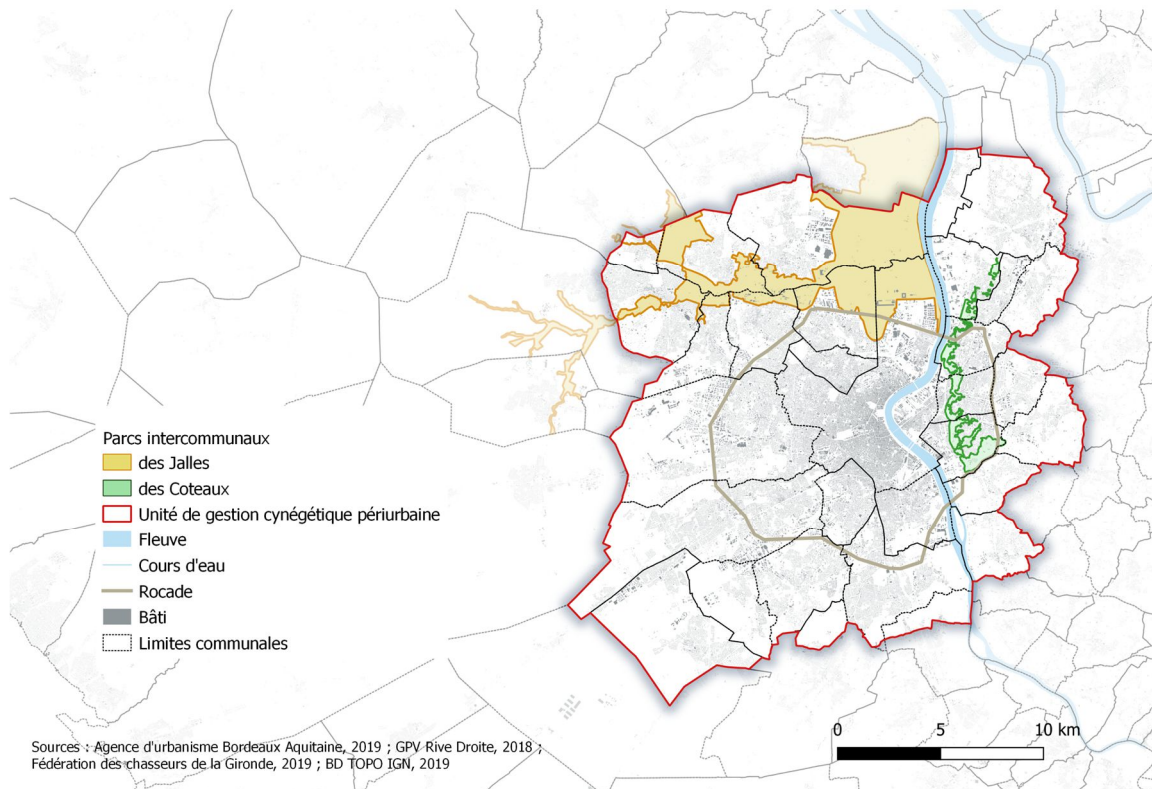 Parcs intercommunaux
des Jalles
des Coteaux
Unité de gestion cynégétique périurbaine
Fleuve
Cours d'eau
Rocade
Bâti
Limites communales
Sources : Agence d'urbanisme Bordeaux Aquitaine, 2019 ; GPV Rive Droite, 2018 ;
Fédération des chasseurs de la Gironde, 2019 ; BD TOPO IGN, 2019
0 5 10 km